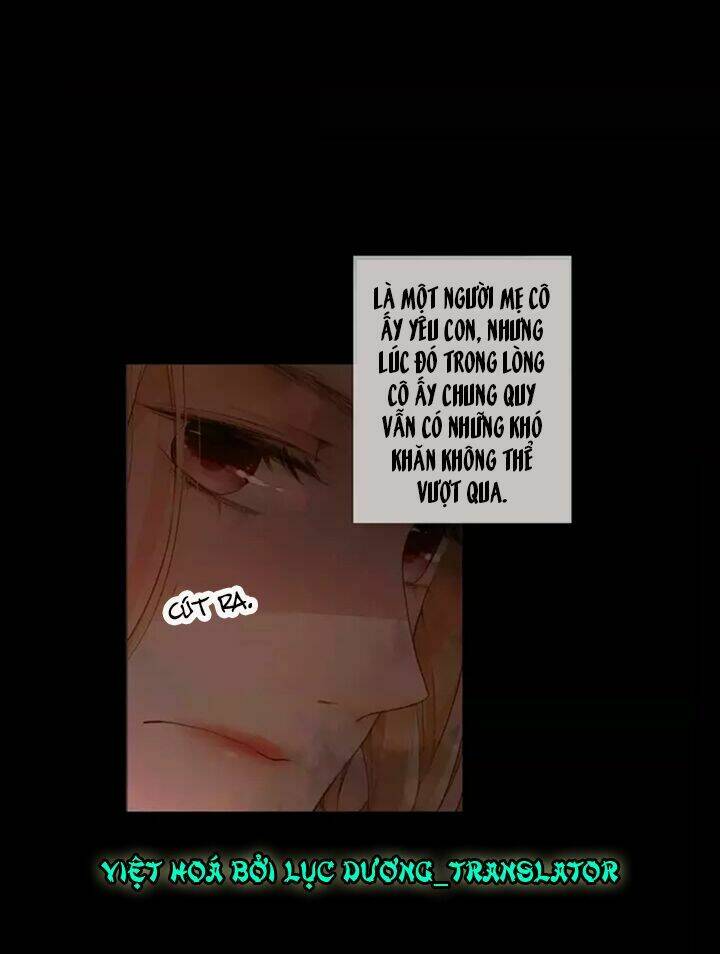 LÀ MỘT NGƯỜI MẸ CÔ
ẤY YÊU CON, NHƯNG
LÚC ĐÓ TRONG LÒNG
CÔ ẤY CHUNG QUY
VẪN CÓ NHỮNG KHÓ
KHĂN KHÔNG THỂ
VƯỢT QUA.
CÚT RA.
VIỆT HOÁ BỞI LỤC DƯƠNG_TRANSLATOR